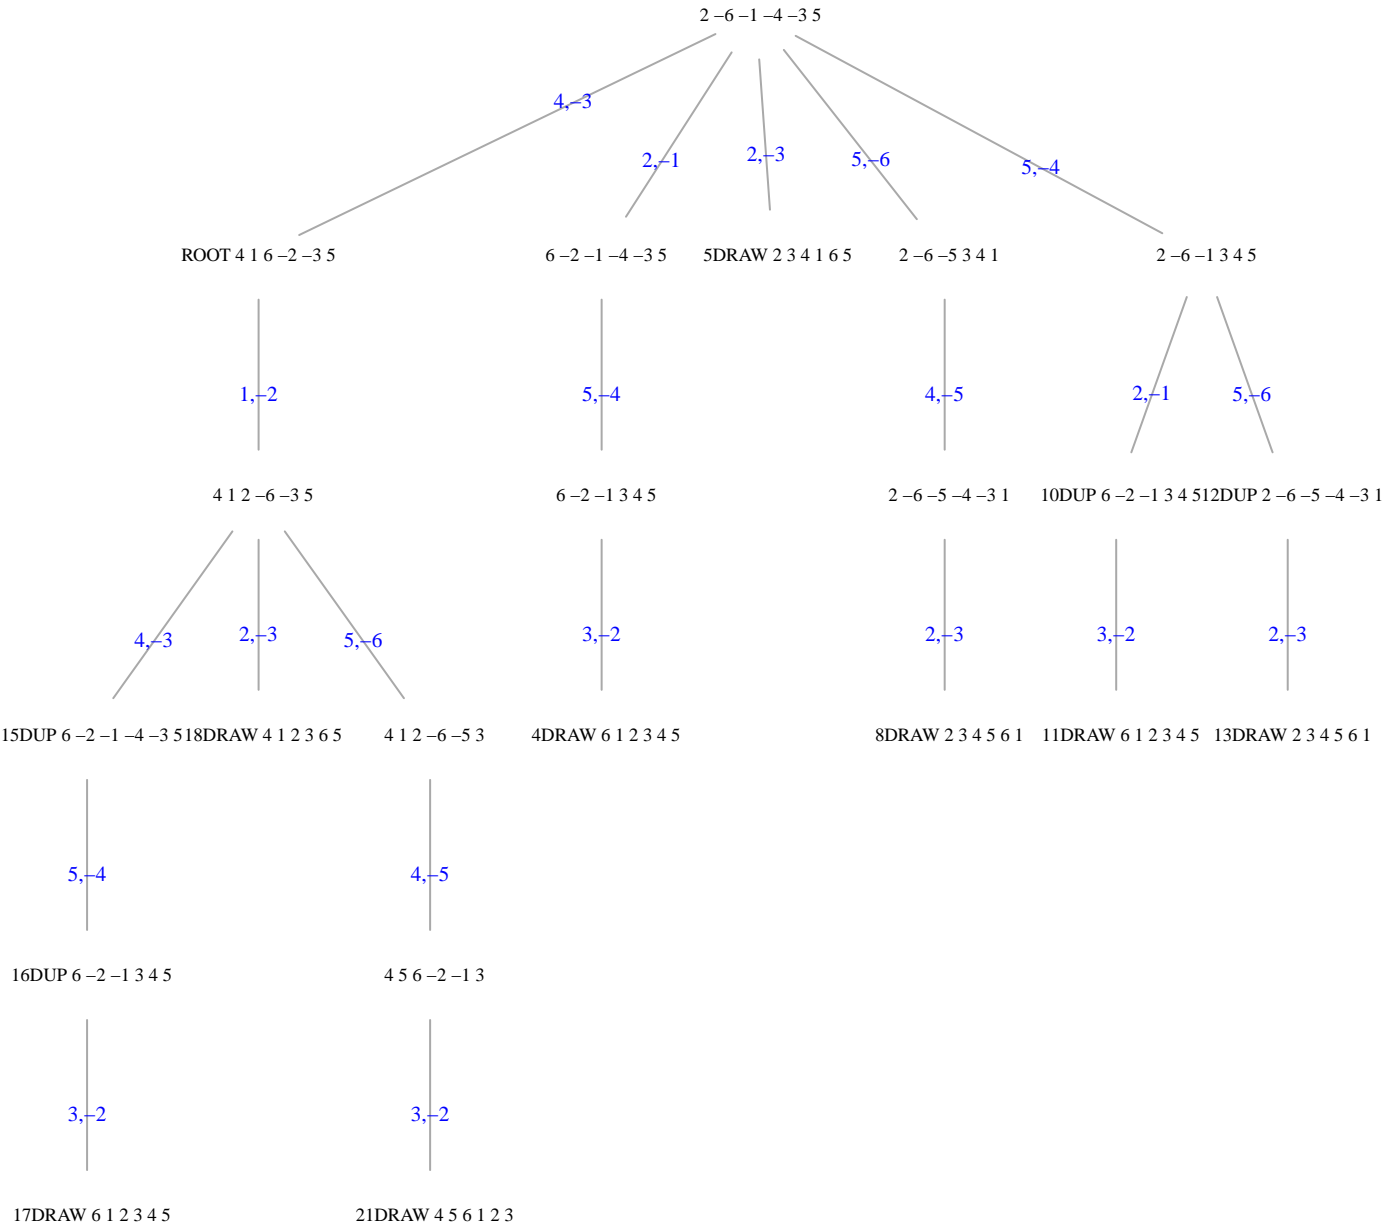 2 –6 –1 –4 –3 5
4,–3
2,–1
2,–3
5,–6
5,–4
ROOT 4 1 6 –2 –3 5
6 –2 –1 –4 –3 5
5DRAW 2 3 4 1 6 5
2 –6 –5 3 4 1
2 –6 –1 3 4 5
1,–2
5,–4
4,–5
2,–1
5,–6
4 1 2 –6 –3 5
6 –2 –1 3 4 5
2 –6 –5 –4 –3 1
10DUP 6 –2 –1 3 4 5
12DUP 2 –6 –5 –4 –3 1
4,–3
2,–3
5,–6
3,–2
2,–3
3,–2
2,–3
15DUP 6 –2 –1 –4 –3 5
18DRAW 4 1 2 3 6 5
4 1 2 –6 –5 3
4DRAW 6 1 2 3 4 5
8DRAW 2 3 4 5 6 1
11DRAW 6 1 2 3 4 5
13DRAW 2 3 4 5 6 1
5,–4
4,–5
16DUP 6 –2 –1 3 4 5
4 5 6 –2 –1 3
3,–2
3,–2
17DRAW 6 1 2 3 4 5
21DRAW 4 5 6 1 2 3